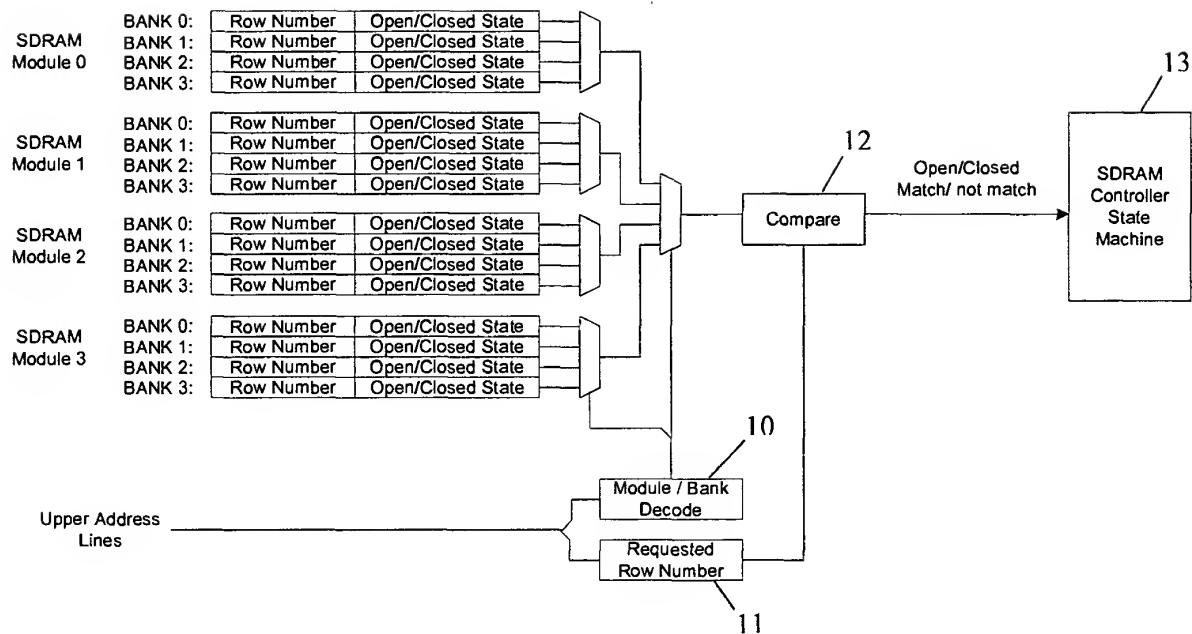 SDRAM
Module 0
BANK 0: Row Number Open/Closed State
BANK 1: Row Number Open/Closed State
BANK 2: Row Number Open/Closed State
BANK 3: Row Number Open/Closed State
SDRAM
Module 1
BANK 0: Row Number Open/Closed State
BANK 1: Row Number Open/Closed State
BANK 2: Row Number Open/Closed State
BANK 3: Row Number Open/Closed State
SDRAM
Module 2
BANK 0: Row Number Open/Closed State
BANK 1: Row Number Open/Closed State
BANK 2: Row Number Open/Closed State
BANK 3: Row Number Open/Closed State
SDRAM
Module 3
BANK 0: Row Number Open/Closed State
BANK 1: Row Number Open/Closed State
BANK 2: Row Number Open/Closed State
BANK 3: Row Number Open/Closed State
12
Compare
Open/Closed
Match/ not match
13
SDRAM
Controller
State
Machine
10
Module / Bank
Decode
Upper Address
Lines
Requested
Row Number
11